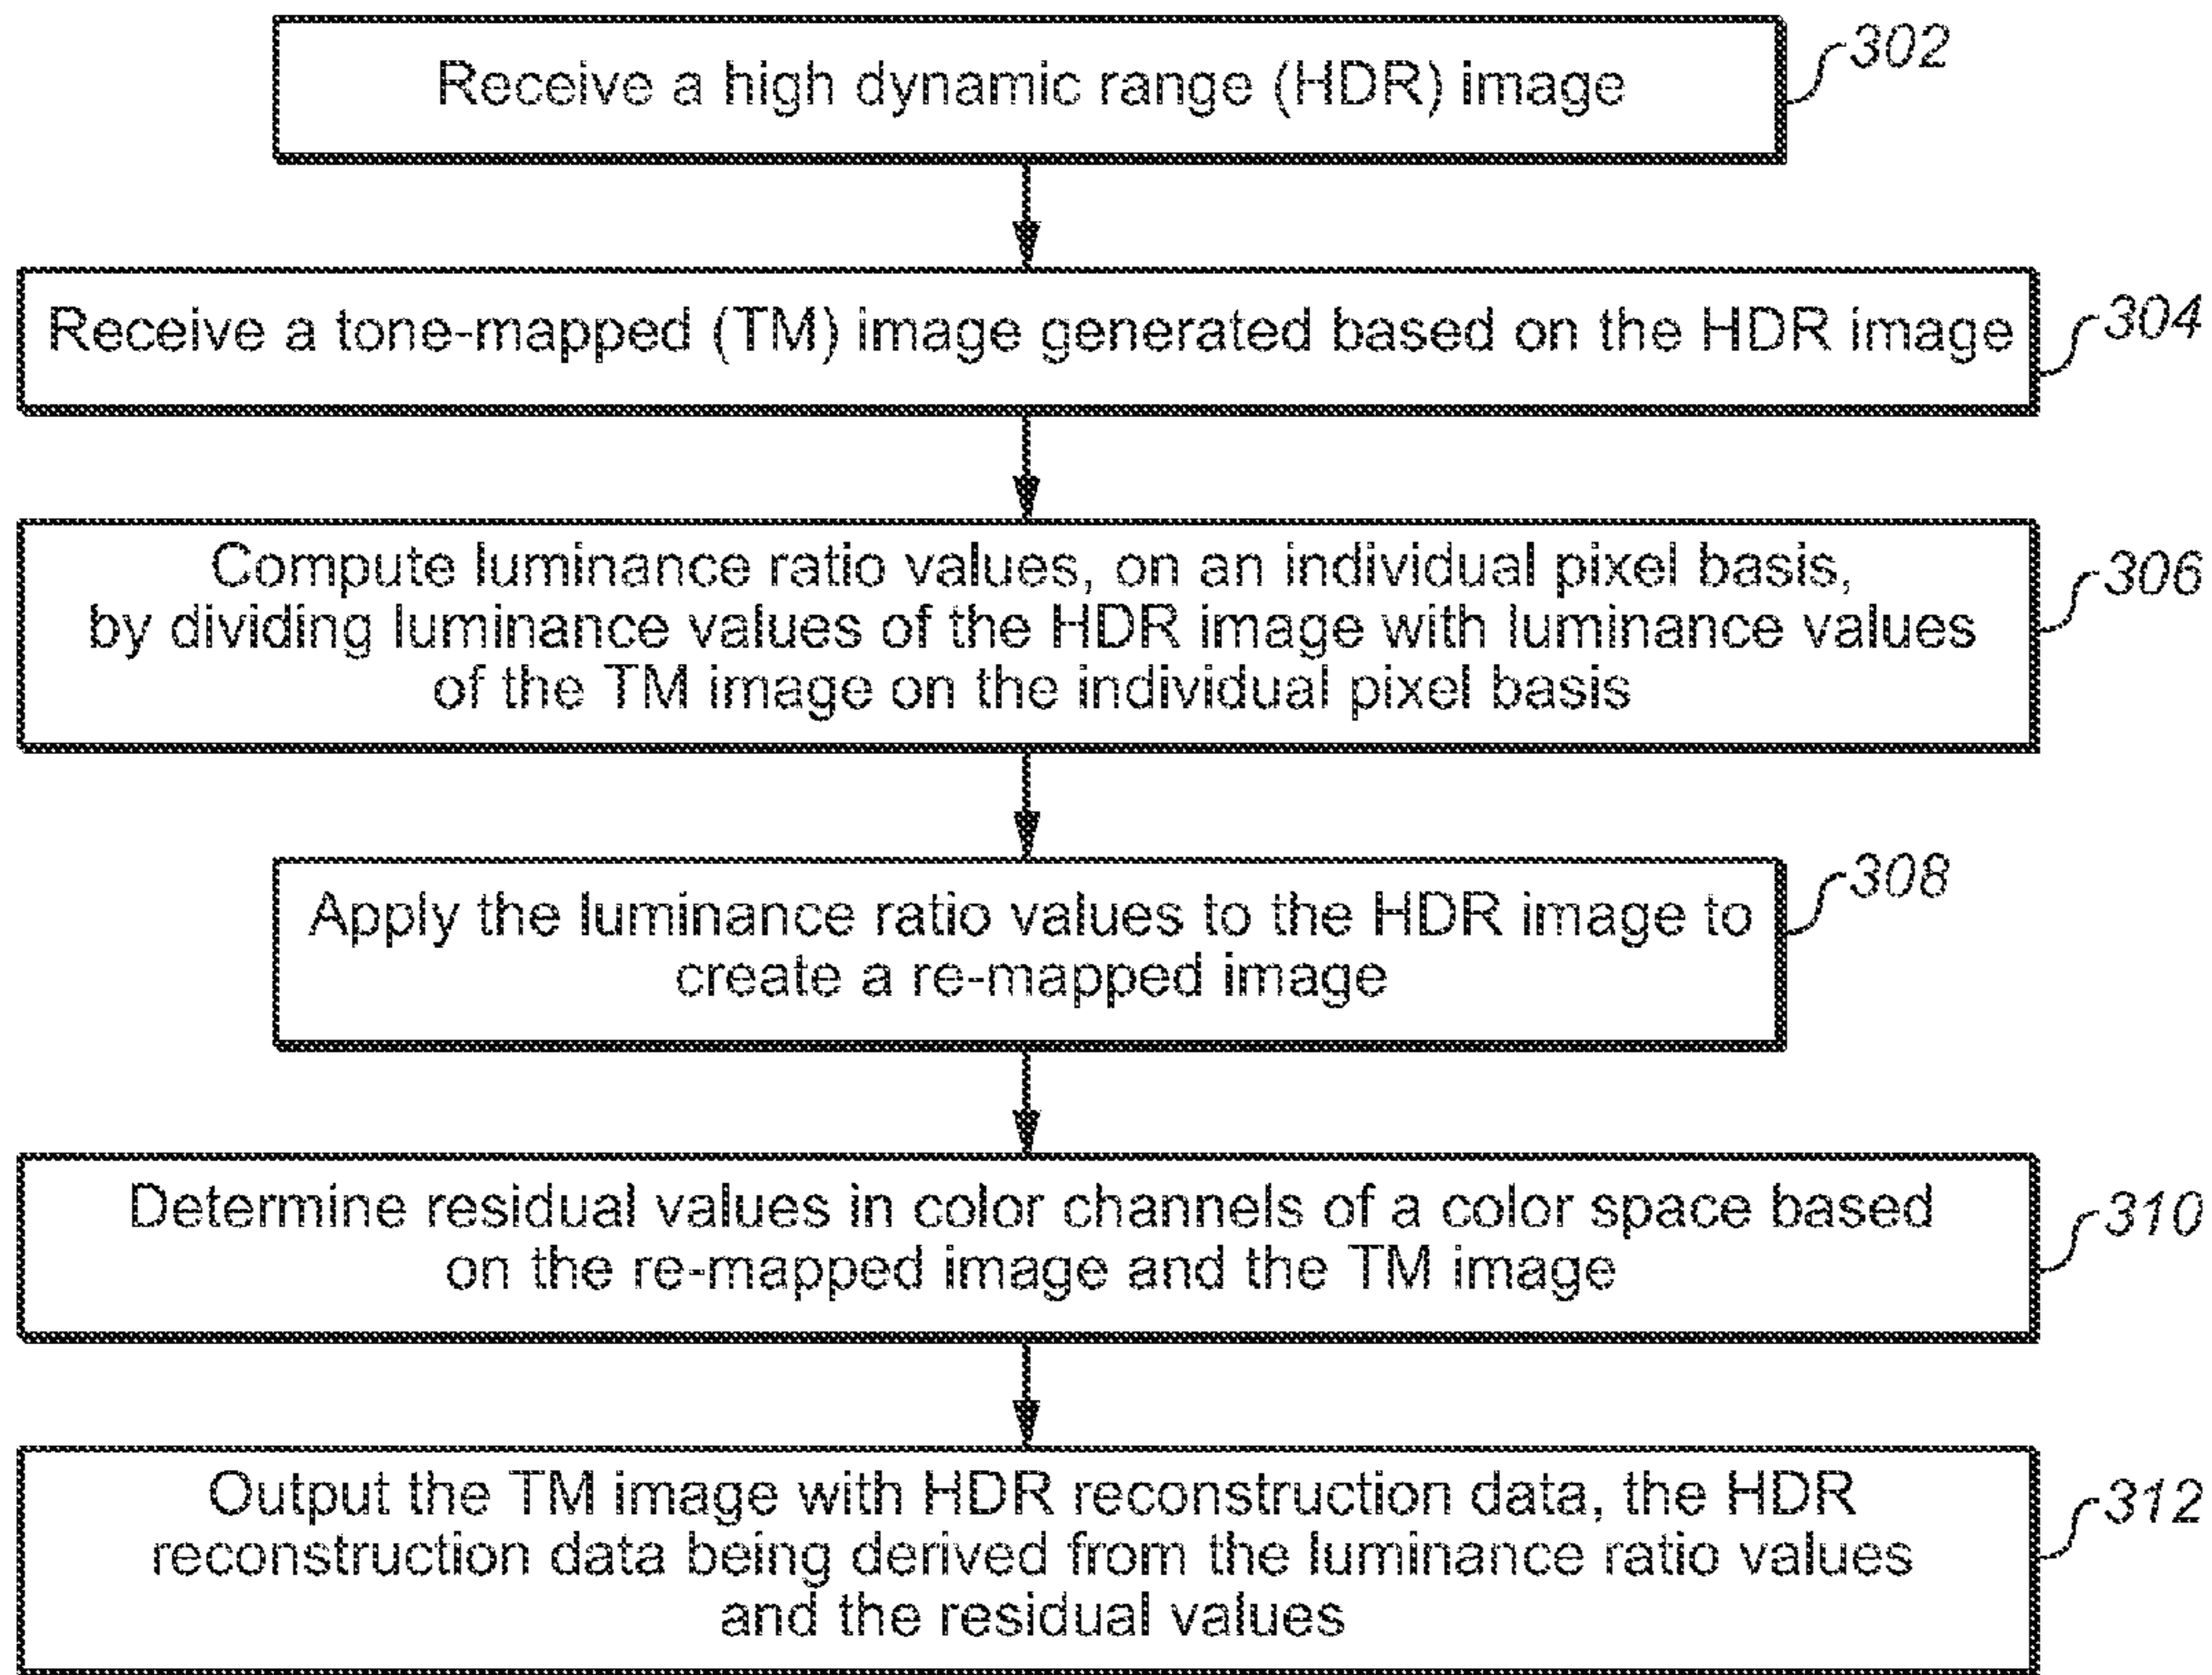 Receive a high dynamic range (HDR) image
302
Receive a tone-mapped (TM) image generated based on the HDR image
304
Compute luminance ratio values, on an individual pixel basis,
by dividing luminance values of the HDR image with luminance values
of the TM image on the individual pixel basis
306
Apply the luminance ratio values to the HDR image to
create a re-mapped image
308
Determine residual values in color channels of a color space based
on the re-mapped image and the TM image
310
Output the TM image with HDR reconstruction data, the HDR
reconstruction data being derived from the luminance ratio values
and the residual values
312